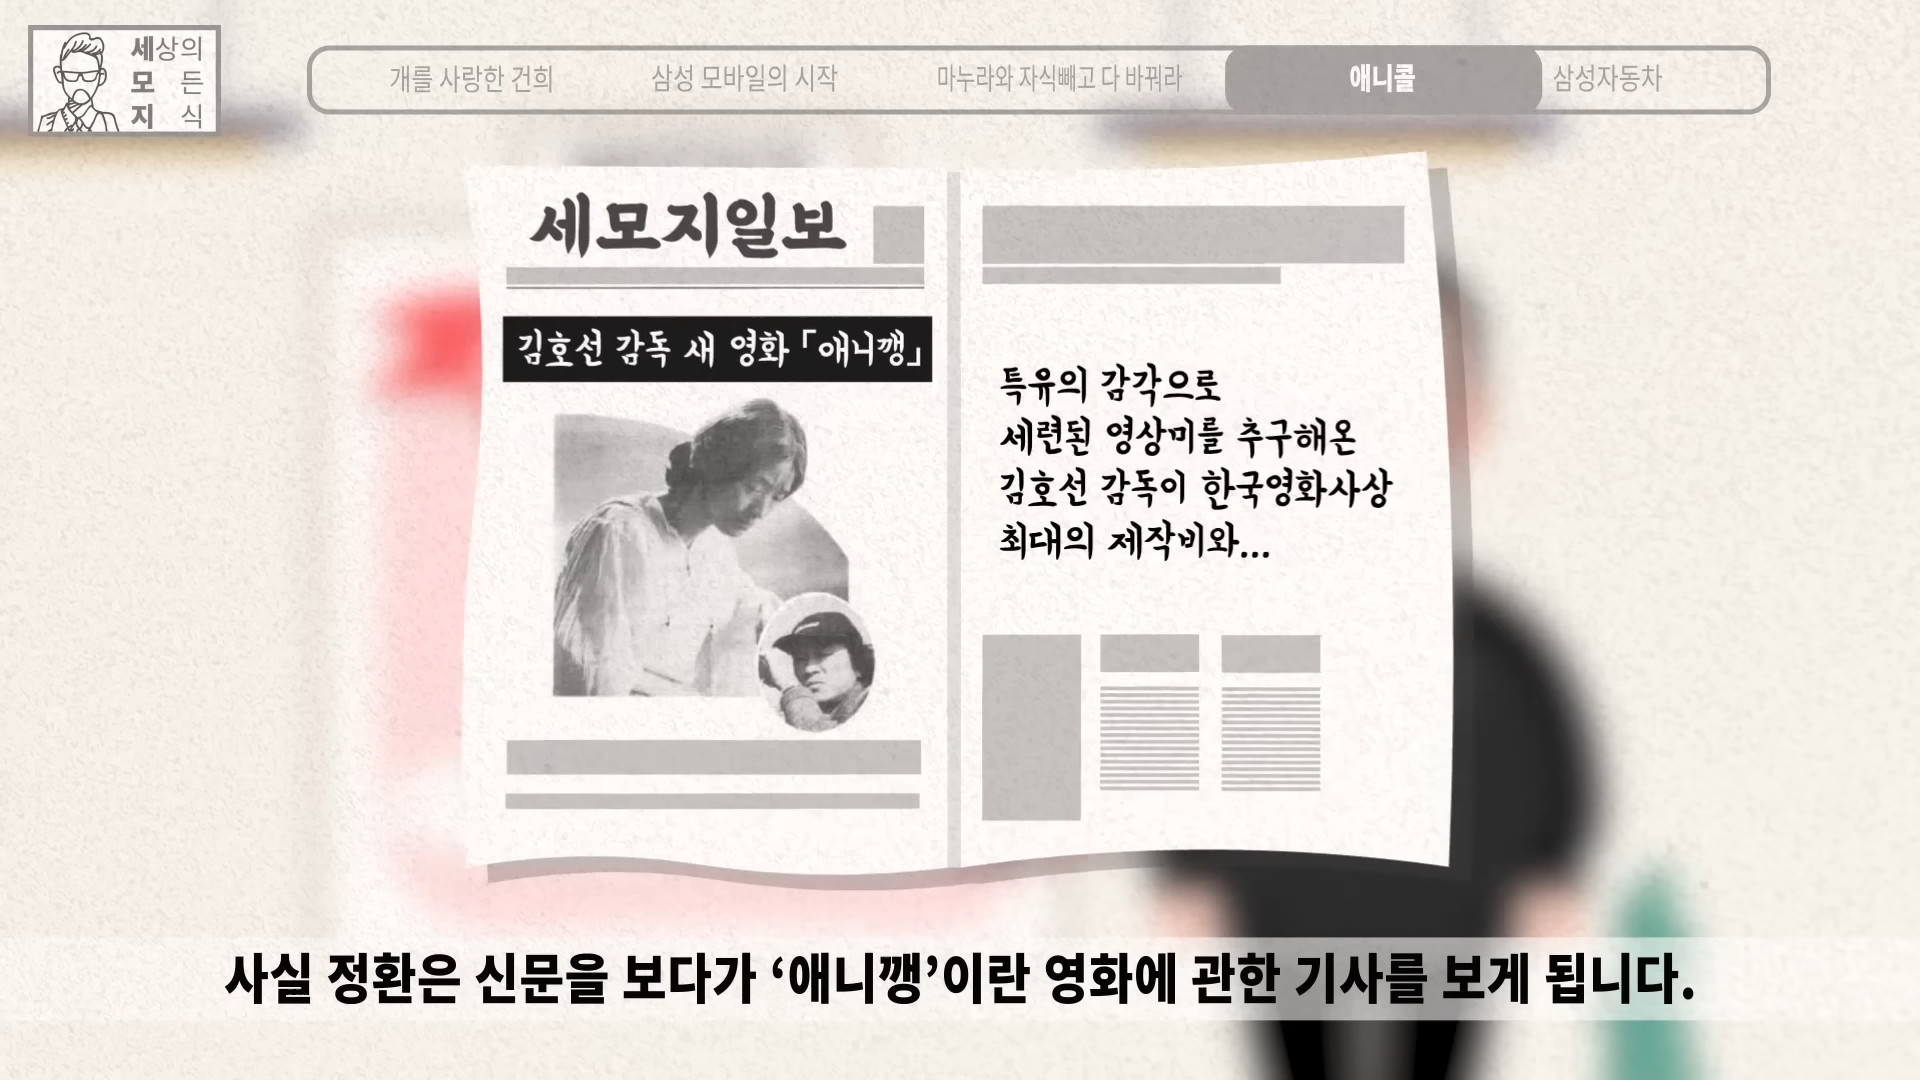 세상의
모든
지식
개를 사랑한 건희
삼성 모바일의 시작
마누라와 자식빼고 다 바꿔라
애니콜
삼성자동차
세모지일보
김호선 감독 새 영화 「애니깽」
특유의 감각으로
세련된 영상미를 추구해온
김호선 감독이 한국영화사상
최대의 제작비와...
사실 정환은 신문을 보다가 ‘애니깽’이란 영화에 관한 기사를 보게 됩니다.